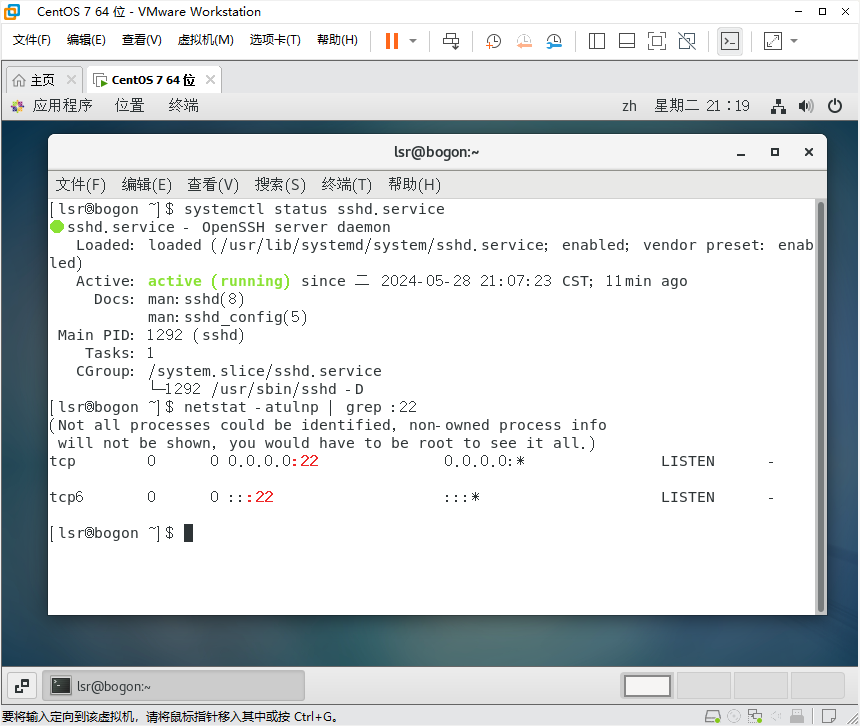 CentOS 7 64 位 - VMware Workstation
文件(F) 编辑(E) 查看(V) 虚拟机(M) 选项卡(T) 帮助(H)
主页 CentOS 7 64 位
应用程序 位置 终端 zh 星期二 21：19
lsr@bogon:~
文件(F) 编辑(E) 查看(V) 搜索(S) 终端(T) 帮助(H)
[lsr@bogon ~]$ systemctl status sshd.service
sshd.service - OpenSSH server daemon
Loaded: loaded (/usr/lib/systemd/system/sshd.service; enabled; vendor preset: enab
led)
Active: active (running) since 二 2024-05-28 21:07:23 CST; 11min ago
Docs: man:sshd(8)
man:sshd_config(5)
Main PID: 1292 (sshd)
Tasks: 1
CGroup: /system.slice/sshd.service
└─1292 /usr/sbin/sshd -D
[lsr@bogon ~]$ netstat -atulnp | grep :22
(Not all processes could be identified, non-owned process info
will not be shown, you would have to be root to see it all.)
tcp 0 0 0.0.0.0:22 0.0.0.0:* LISTEN -
tcp6 0 0 :::22 :::* LISTEN -
[lsr@bogon ~]$
lsr@bogon:~
要将输入定向到该虚拟机，请将鼠标指针移入其中或按 Ctrl+G。